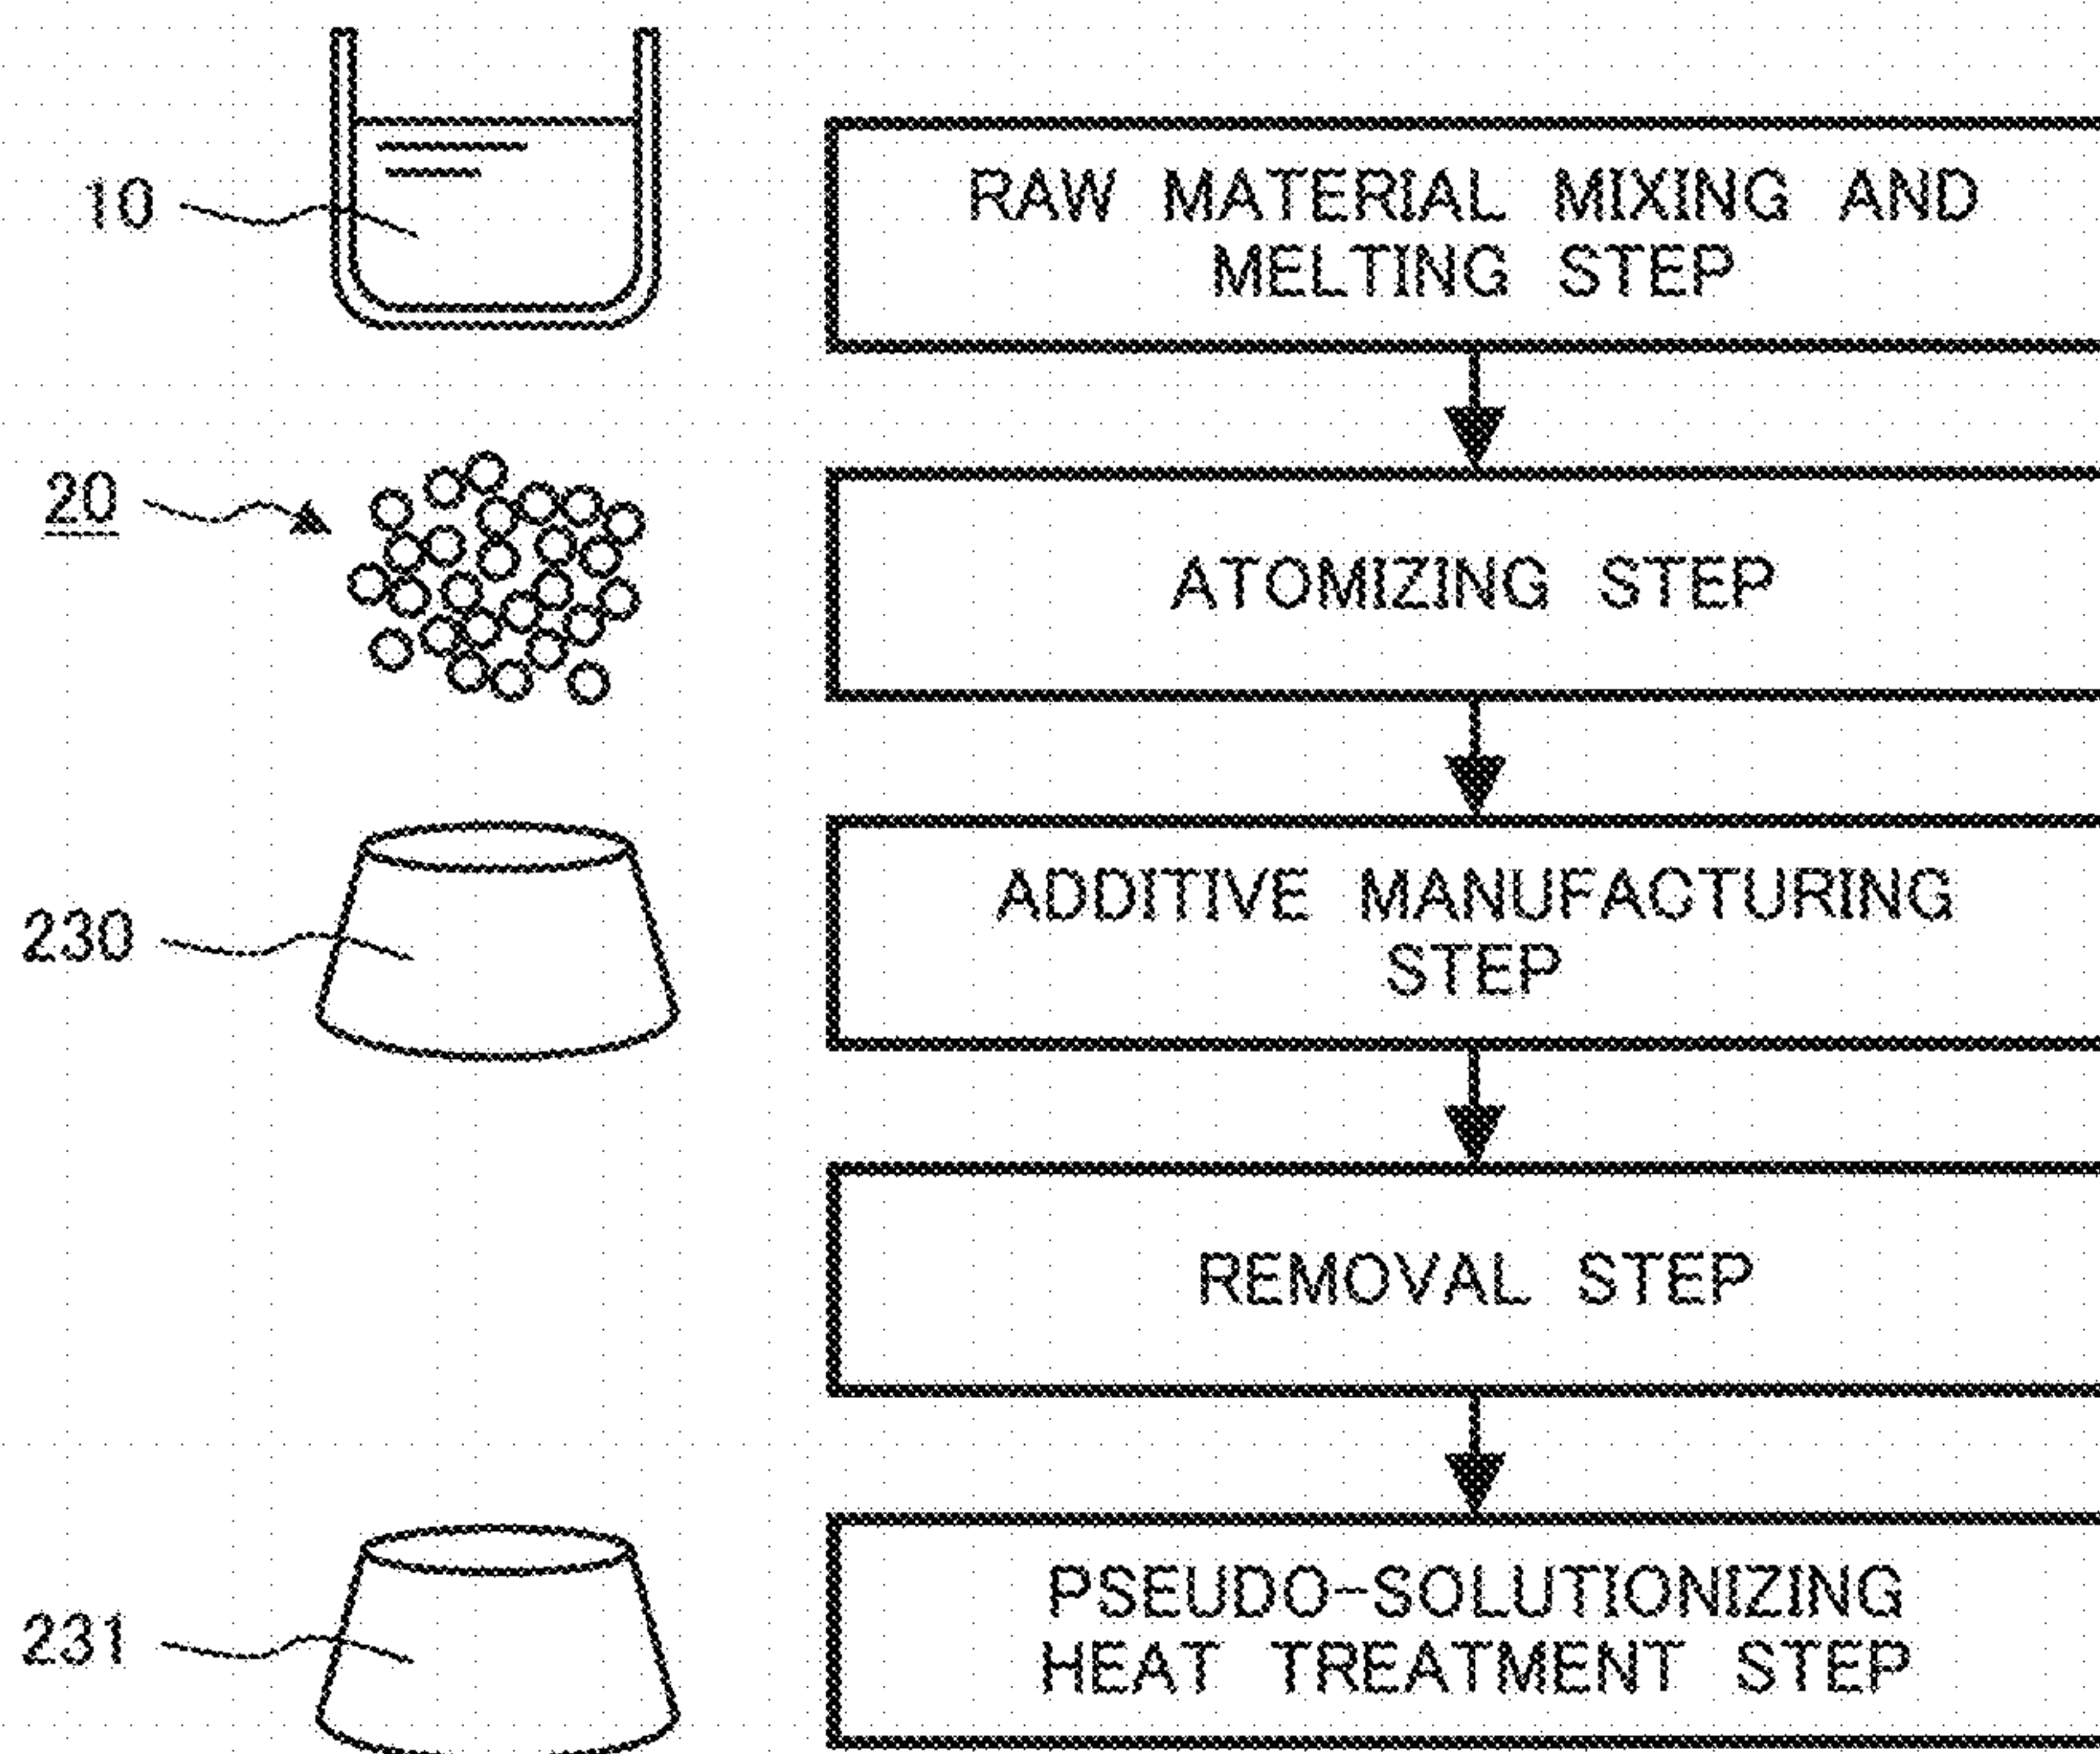 10
RAW MATERIAL MIXING AND
MELTING STEP
20
ATOMIZING STEP
230
ADDITIVE MANUFACTURING
STEP
REMOVAL STEP
231
PSEUDO-SOLUTIONIZING
HEAT TREATMENT STEP